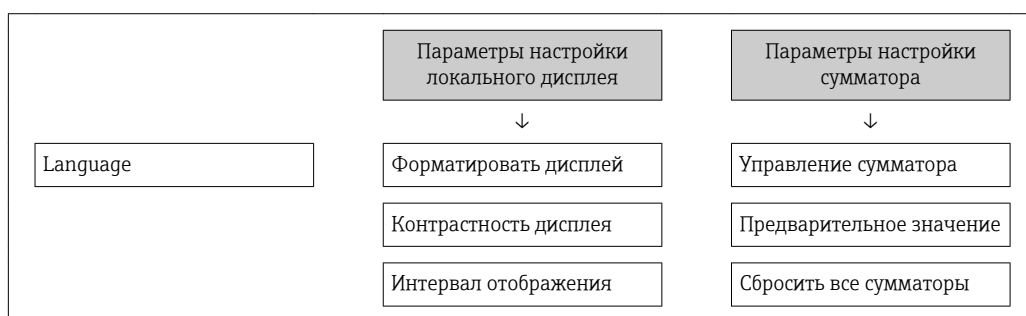 Параметры настройки
локального дисплея
Параметры настройки
сумматора
↓
↓
Language
Форматировать дисплей
Управление сумматора
Контрастность дисплея
Предварительное значение
Интервал отображения
Сбросить все сумматоры